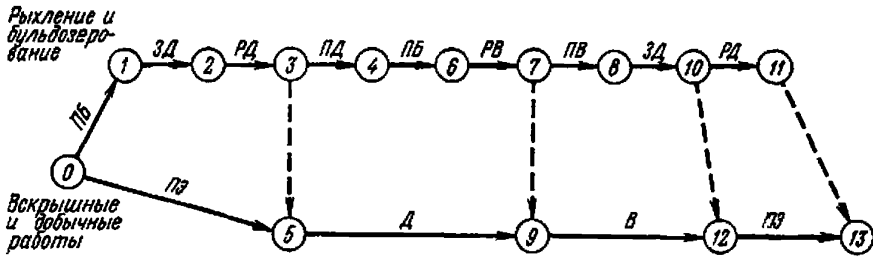 Рыхление и
бульдозеро-
вание
ПБ
1
ЗД
2
РД
3
ПД
4
ПБ
6
РВ
7
ПВ
8
ЗД
10
РД
11
0
ПЭ
Вскрышные
и добычные
работы
5
Д
9
В
12
ПЭ
13